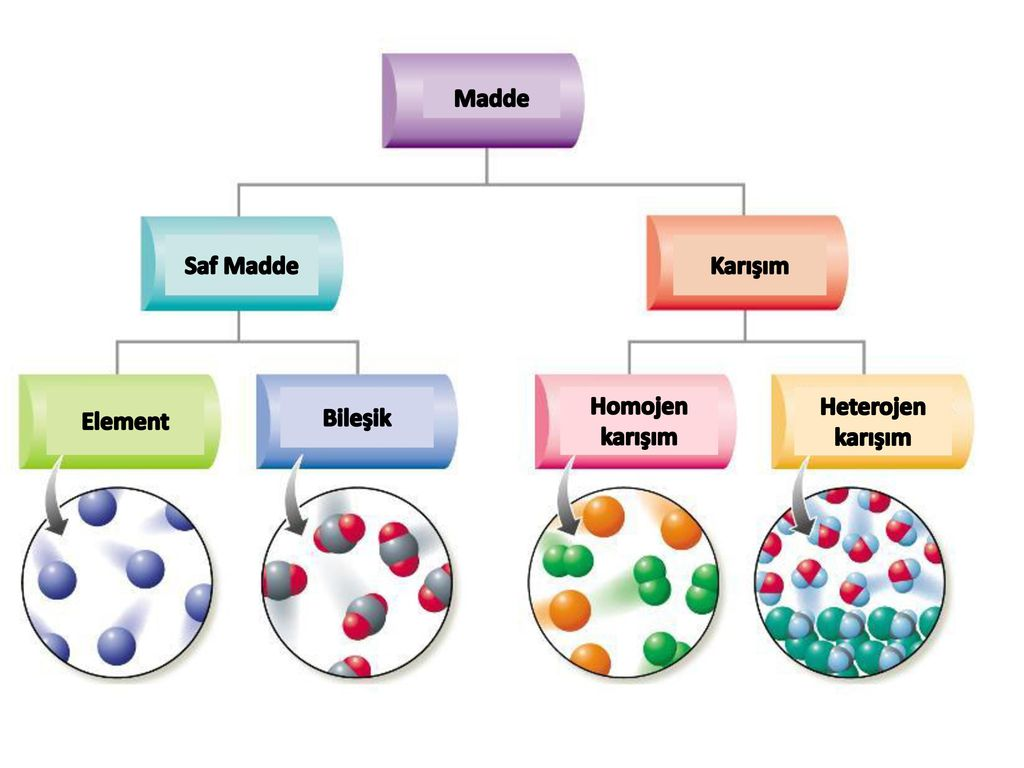 Madde
Saf Madde
Karışım
Element
Bileşik
Homojen
karışım
Heterojen
karışım